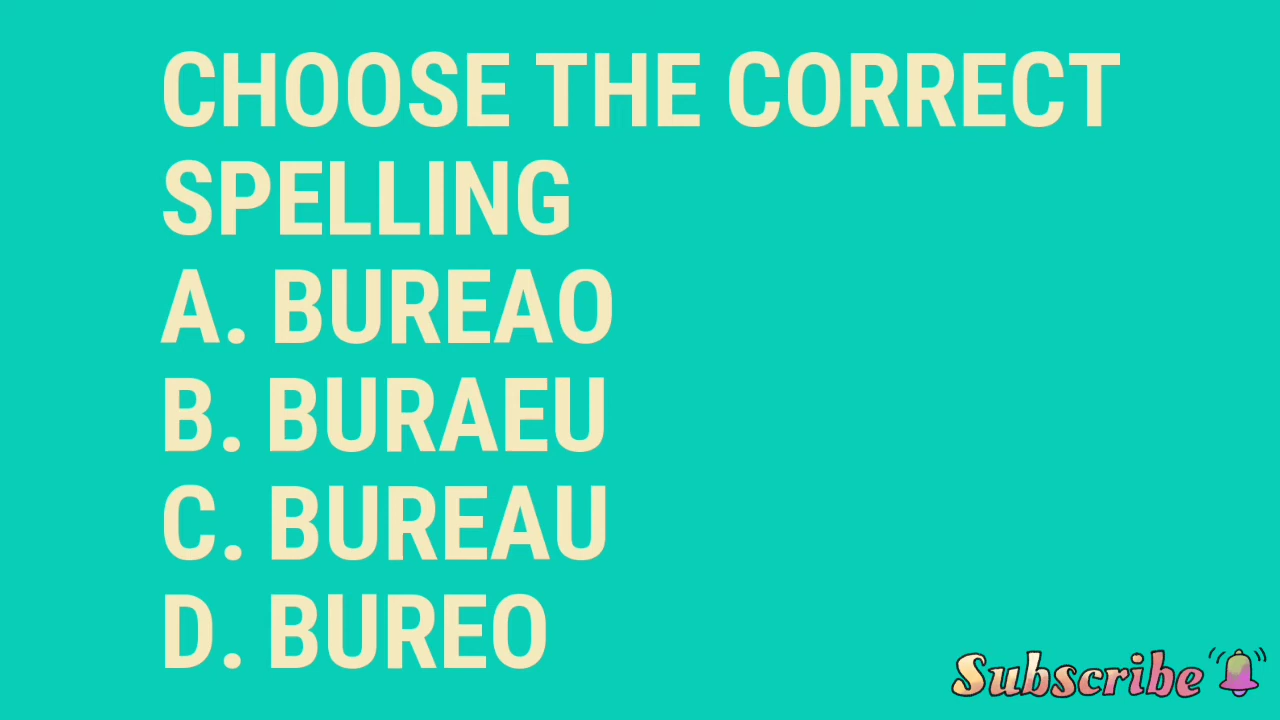 CHOOSE THE CORRECT
SPELLING
A. BUREAO
B. BURAEU
C. BUREAU
D. BUREO
Subscribe